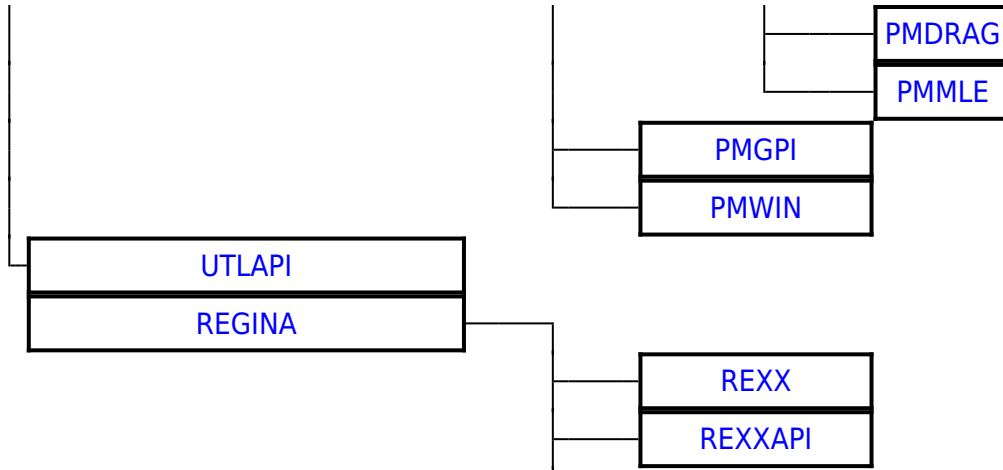 PMDRAG
PMMLE
PMGPI
PMWIN
UTLAPI
REGINA
REXX
REXXAPI